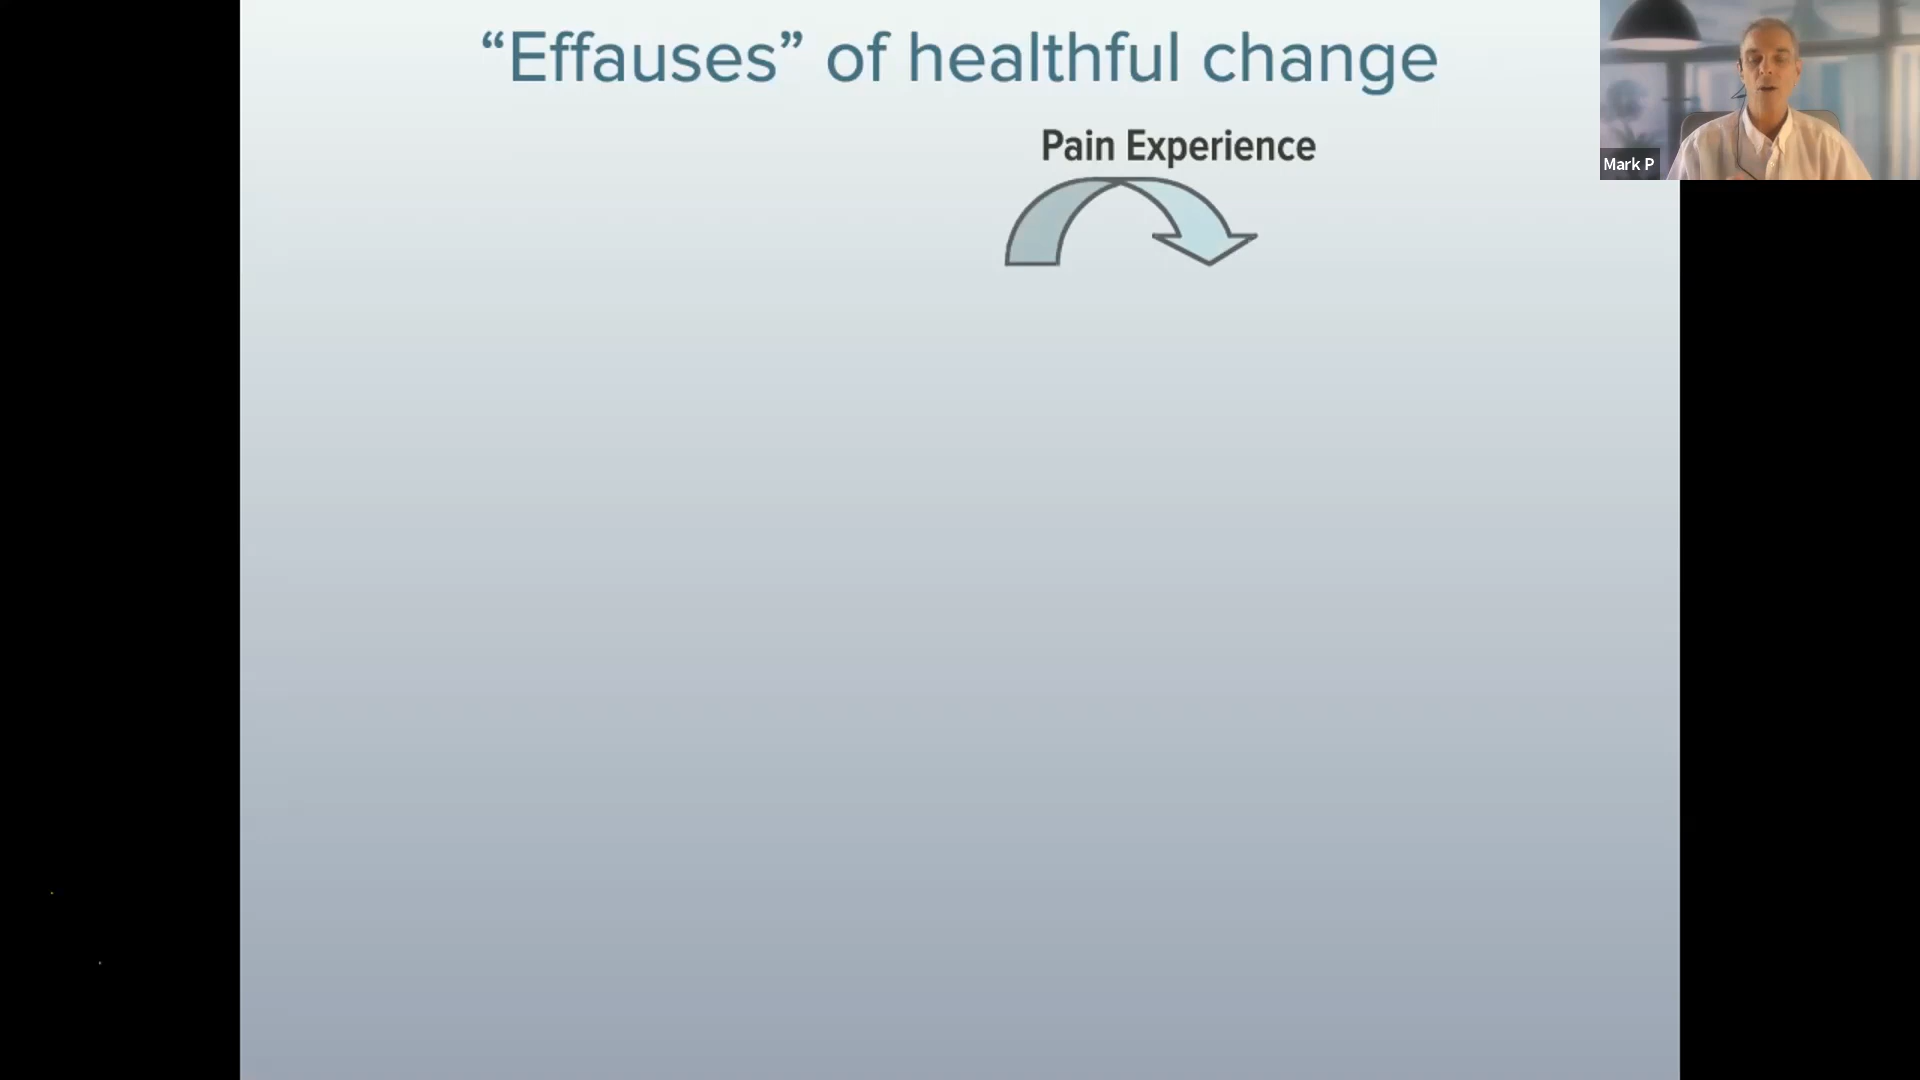 “Effauses” of healthful change
Pain Experience
Mark P